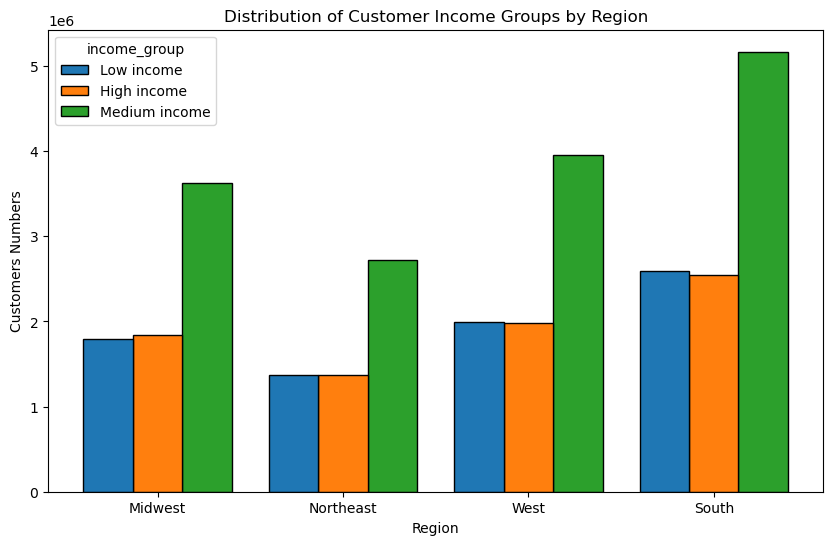 Distribution of Customer Income Groups by Region
1e6
income_group
Low income
High income
Medium income
5
4
3
2
1
0
Customers Numbers
Midwest
Northeast
West
South
Region